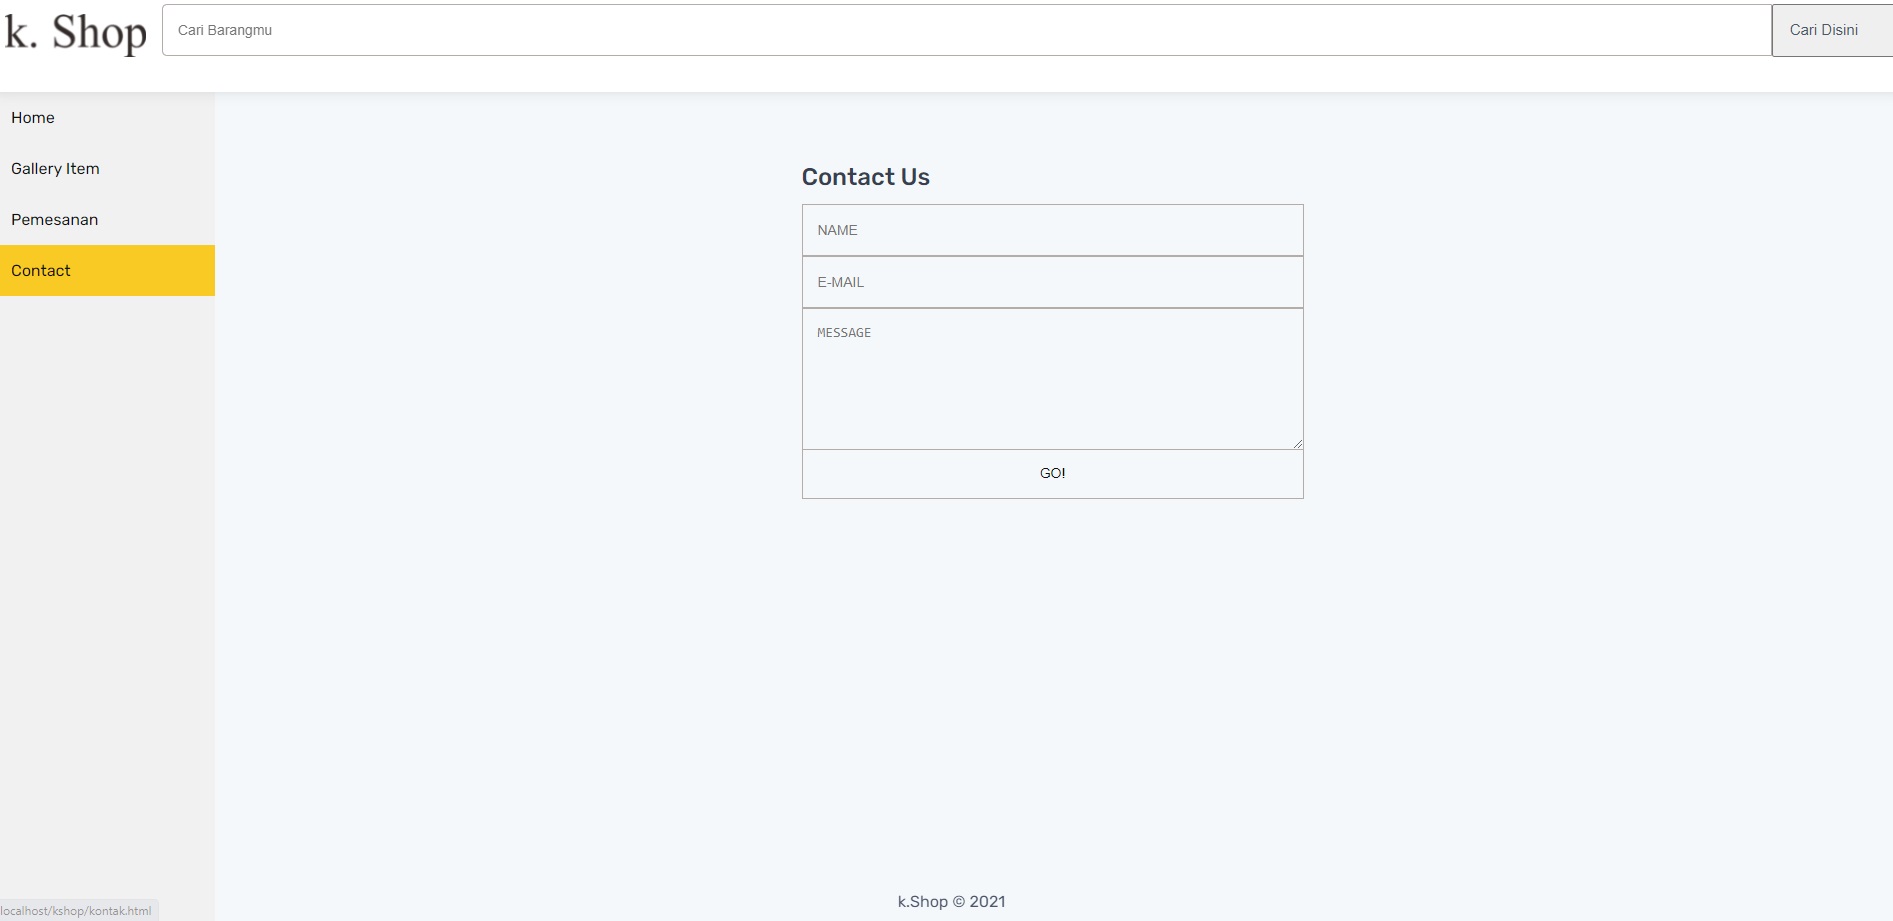 k. Shop
Cari Barangmu
Cari Disini
Home
Gallery Item
Pemesanan
Contact
Contact Us
NAME
E-MAIL
MESSAGE
GO!
k.Shop © 2021
localhost/kshop/kontak.html